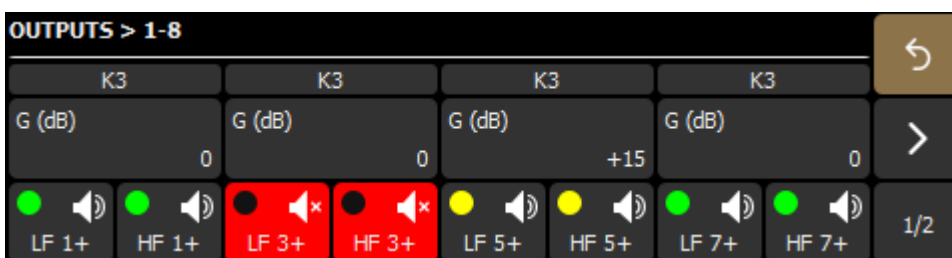 OUTPUTS > 1-8
K3 K3 K3 K3
G (dB) G (dB) G (dB) G (dB)
0 0 +15 0
LF 1+ HF 1+ LF 3+ HF 3+ LF 5+ HF 5+ LF 7+ HF 7+
1/2